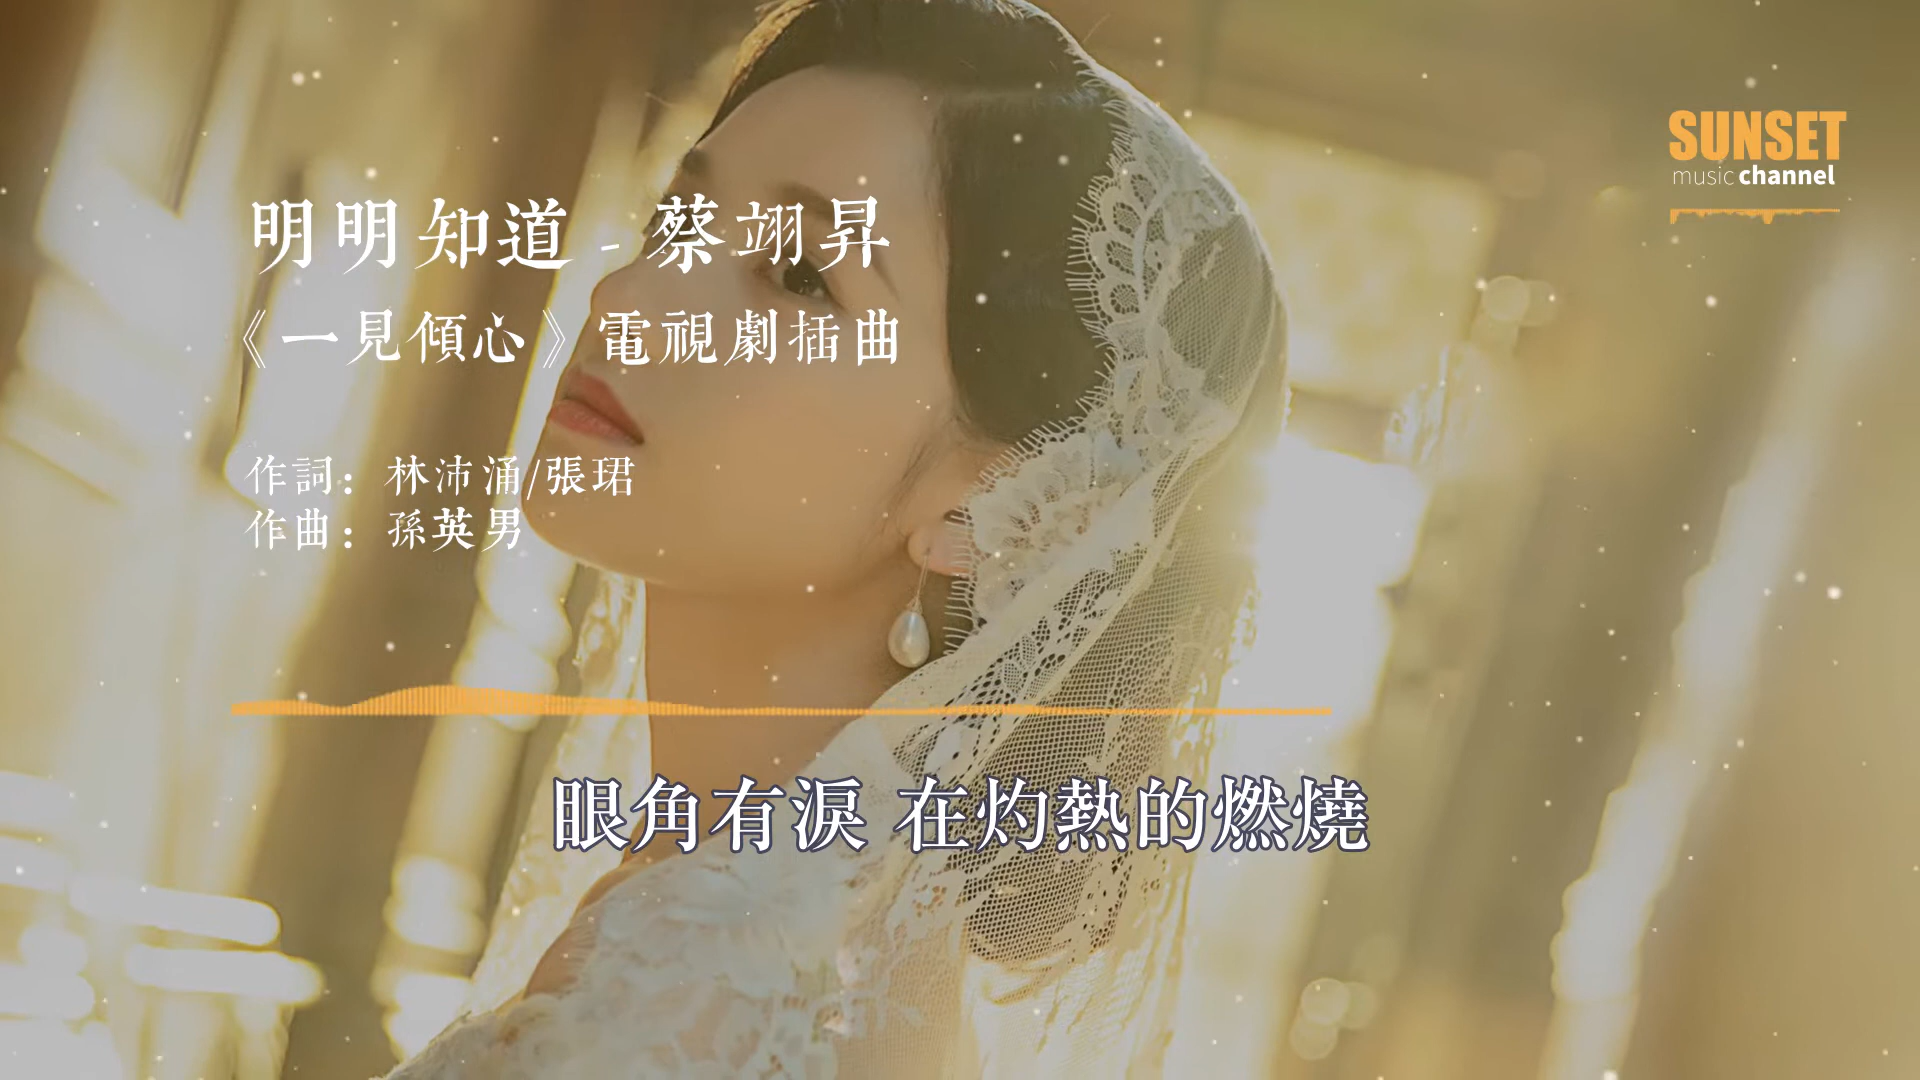 SUNSET
music channel
明明知道 - 蔡翊昇
《一見傾心》電視劇插曲
作詞：林沛涌/張珺
作曲：孫英男
眼角有淚 在灼熱的燃燒